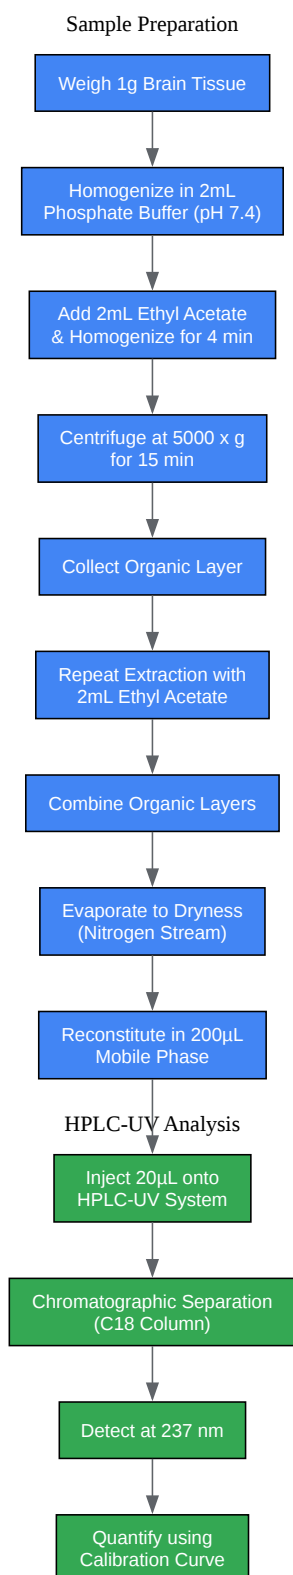 Sample Preparation
Weigh 1g Brain Tissue
Homogenize in 2mL
Phosphate Buffer (pH 7.4)
Add 2mL Ethyl Acetate
& Homogenize for 4 min
Centrifuge at 5000 x g
for 15 min
Collect Organic Layer
Repeat Extraction with
2mL Ethyl Acetate
Combine Organic Layers
Evaporate to Dryness
(Nitrogen Stream)
Reconstitute in 200µL
Mobile Phase
HPLC-UV Analysis
Inject 20µL onto
HPLC-UV System
Chromatographic Separation
(C18 Column)
Detect at 237 nm
Quantify using
Calibration Curve